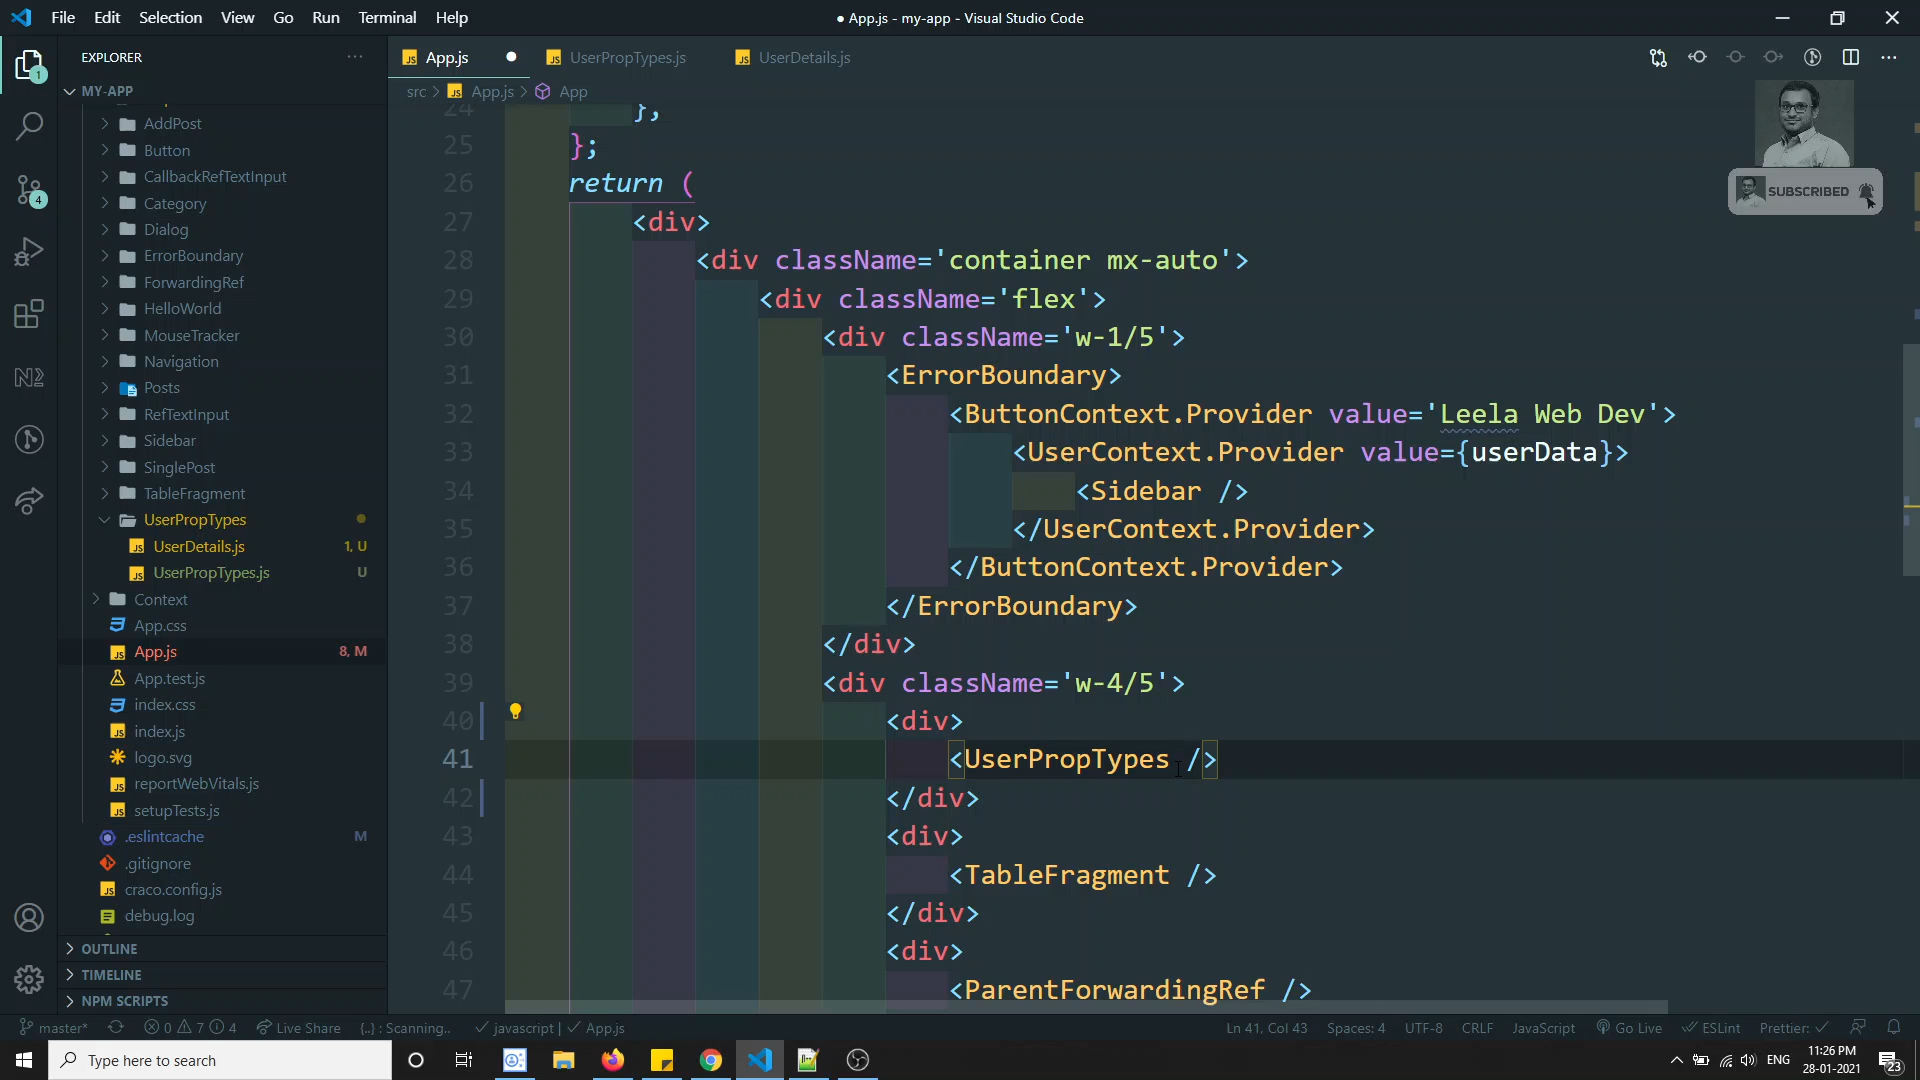 File Edit Selection View Go Run Terminal Help
● App.js - my-app - Visual Studio Code
EXPLORER
MY-APP
AddPost
Button
CallbackRefTextInput
Category
Dialog
ErrorBoundary
ForwardingRef
HelloWorld
MouseTracker
Navigation
Posts
RefTextInput
Sidebar
SinglePost
TableFragment
UserPropTypes
UserDetails.js 1, U
UserPropTypes.js U
Context
App.css
App.js 8, M
App.test.js
index.css
index.js
logo.svg
reportWebVitals.js
setupTests.js
.eslintcache M
.gitignore
craco.config.js
debug.log
OUTLINE
TIMELINE
NPM SCRIPTS
1
4
App.js UserPropTypes.js UserDetails.js
src > App.js > App
SUBSCRIBED
24 },
25 };
26 return (
27 <div>
28 <div className='container mx-auto'>
29 <div className='flex'>
30 <div className='w-1/5'>
31 <ErrorBoundary>
32 <ButtonContext.Provider value='Leela Web Dev'>
33 <UserContext.Provider value={userData}>
34 <Sidebar />
35 </UserContext.Provider>
36 </ButtonContext.Provider>
37 </ErrorBoundary>
38 </div>
39 <div className='w-4/5'>
40 <div>
41 <UserPropTypes />
42 </div>
43 <div>
44 <TableFragment />
45 </div>
46 <div>
47 <ParentForwardingRef />
master* 0 7 4 Live Share {..} : Scanning.. javascript | App.js
Ln 41, Col 43 Spaces: 4 UTF-8 CRLF JavaScript Go Live ESLint Prettier:
Type here to search
ENG
11:26 PM
28-01-2021
23